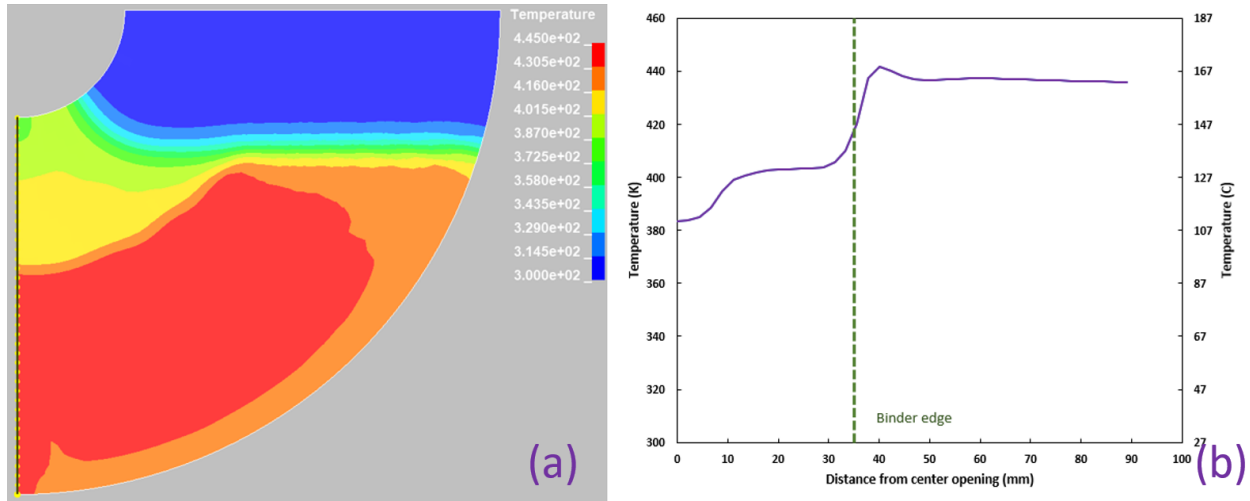 Temperature
4.450e+02
4.305e+02
4.160e+02
4.015e+02
3.870e+02
3.725e+02
3.580e+02
3.435e+02
3.290e+02
3.145e+02
3.000e+02
(a)
460
440
420
400
380
360
340
320
300
Temperature (K)
0
10
20
30
40
50
60
70
80
90
100
Distance from center opening (mm)
Binder edge
187
167
147
127
107
87
67
47
27
Temperature (C)
(b)